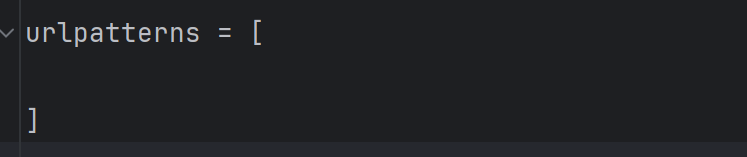 urlpatterns = [
]